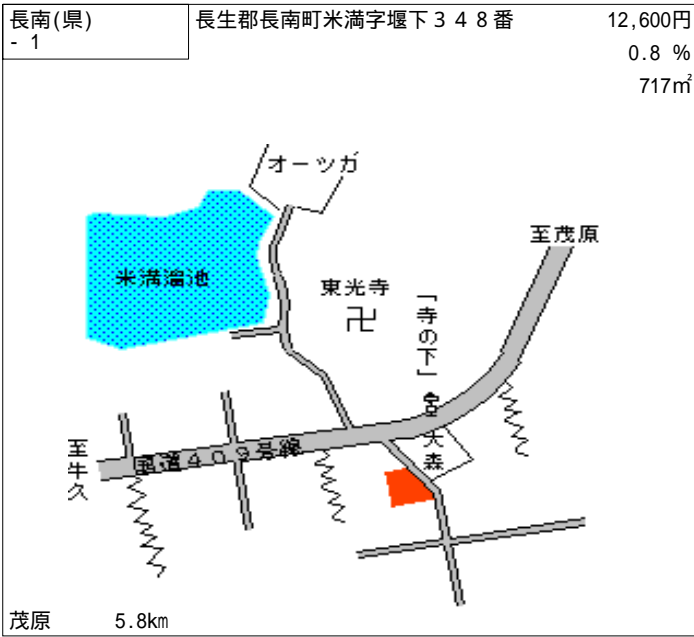 長南(県)
- 1
長生郡長南町米満字堰下３４８番
12,600円
0.8 %
717㎡
オーツガ
至茂原
米満溜池
東光寺
卍
「寺の下」
大森
至牛久
国道４０９号線
茂原 5.8km